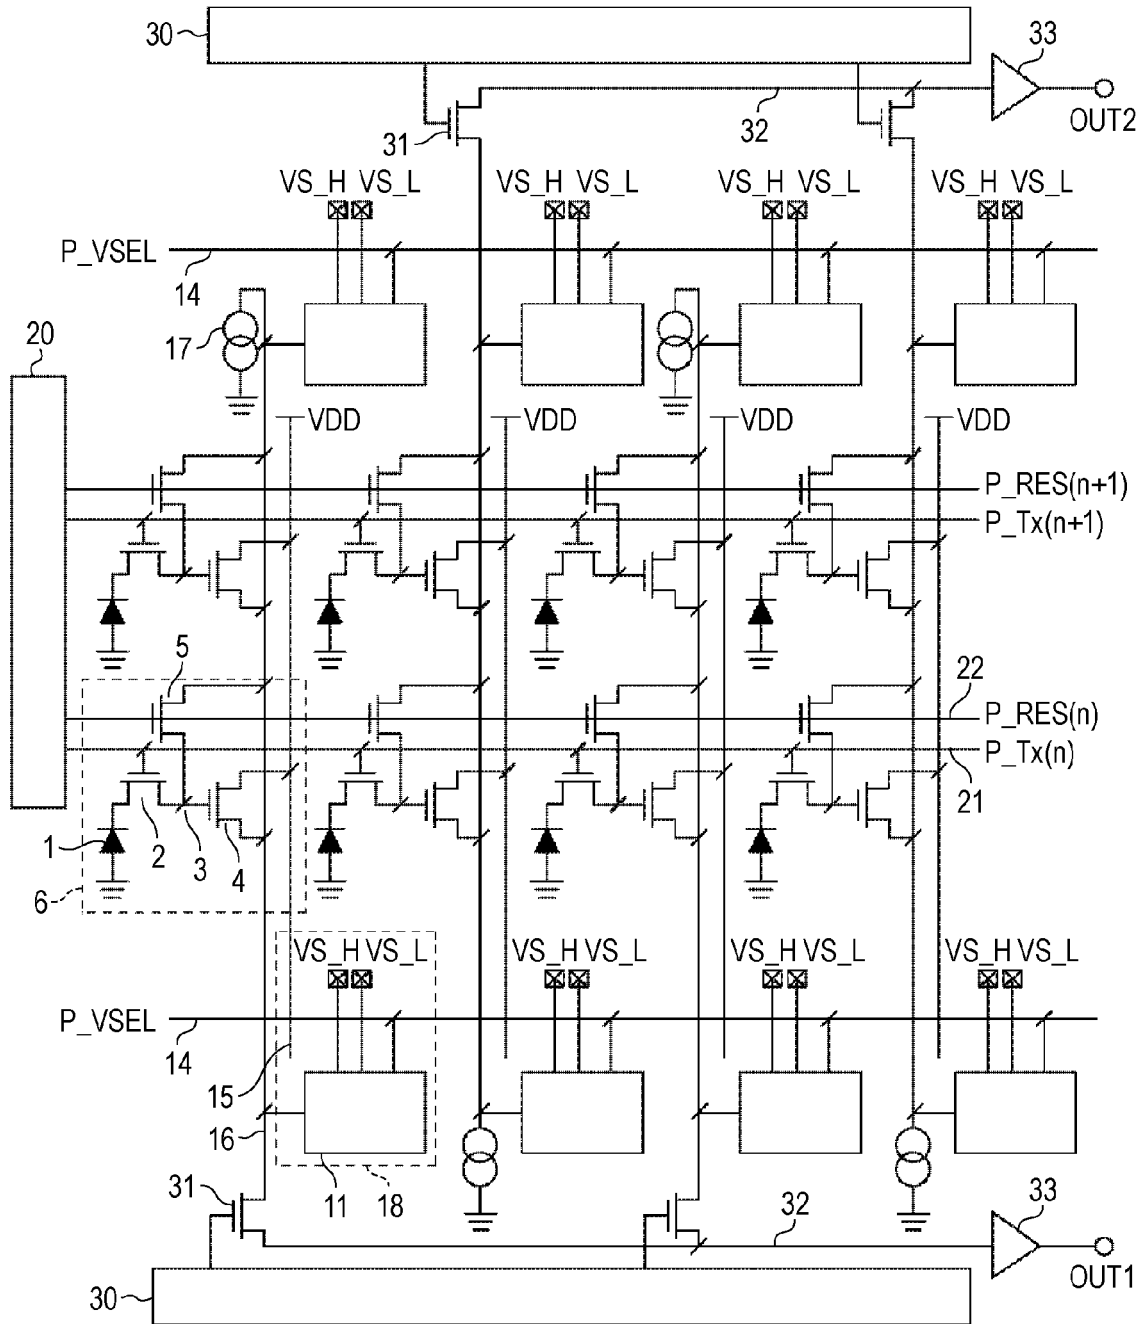 30
33
32
31
OUT2
VS_H VS_L
VS_H VS_L
VS_H VS_L
VS_H VS_L
P_VSEL
14
17
20
VDD
VDD
VDD
VDD
P_RES(n+1)
P_Tx(n+1)
5
22
P_RES(n)
P_Tx(n)
21
1
2
3
4
6
VS_H VS_L
VS_H VS_L
VS_H VS_L
VS_H VS_L
P_VSEL
14
15
16
11
18
31
32
33
30
OUT1